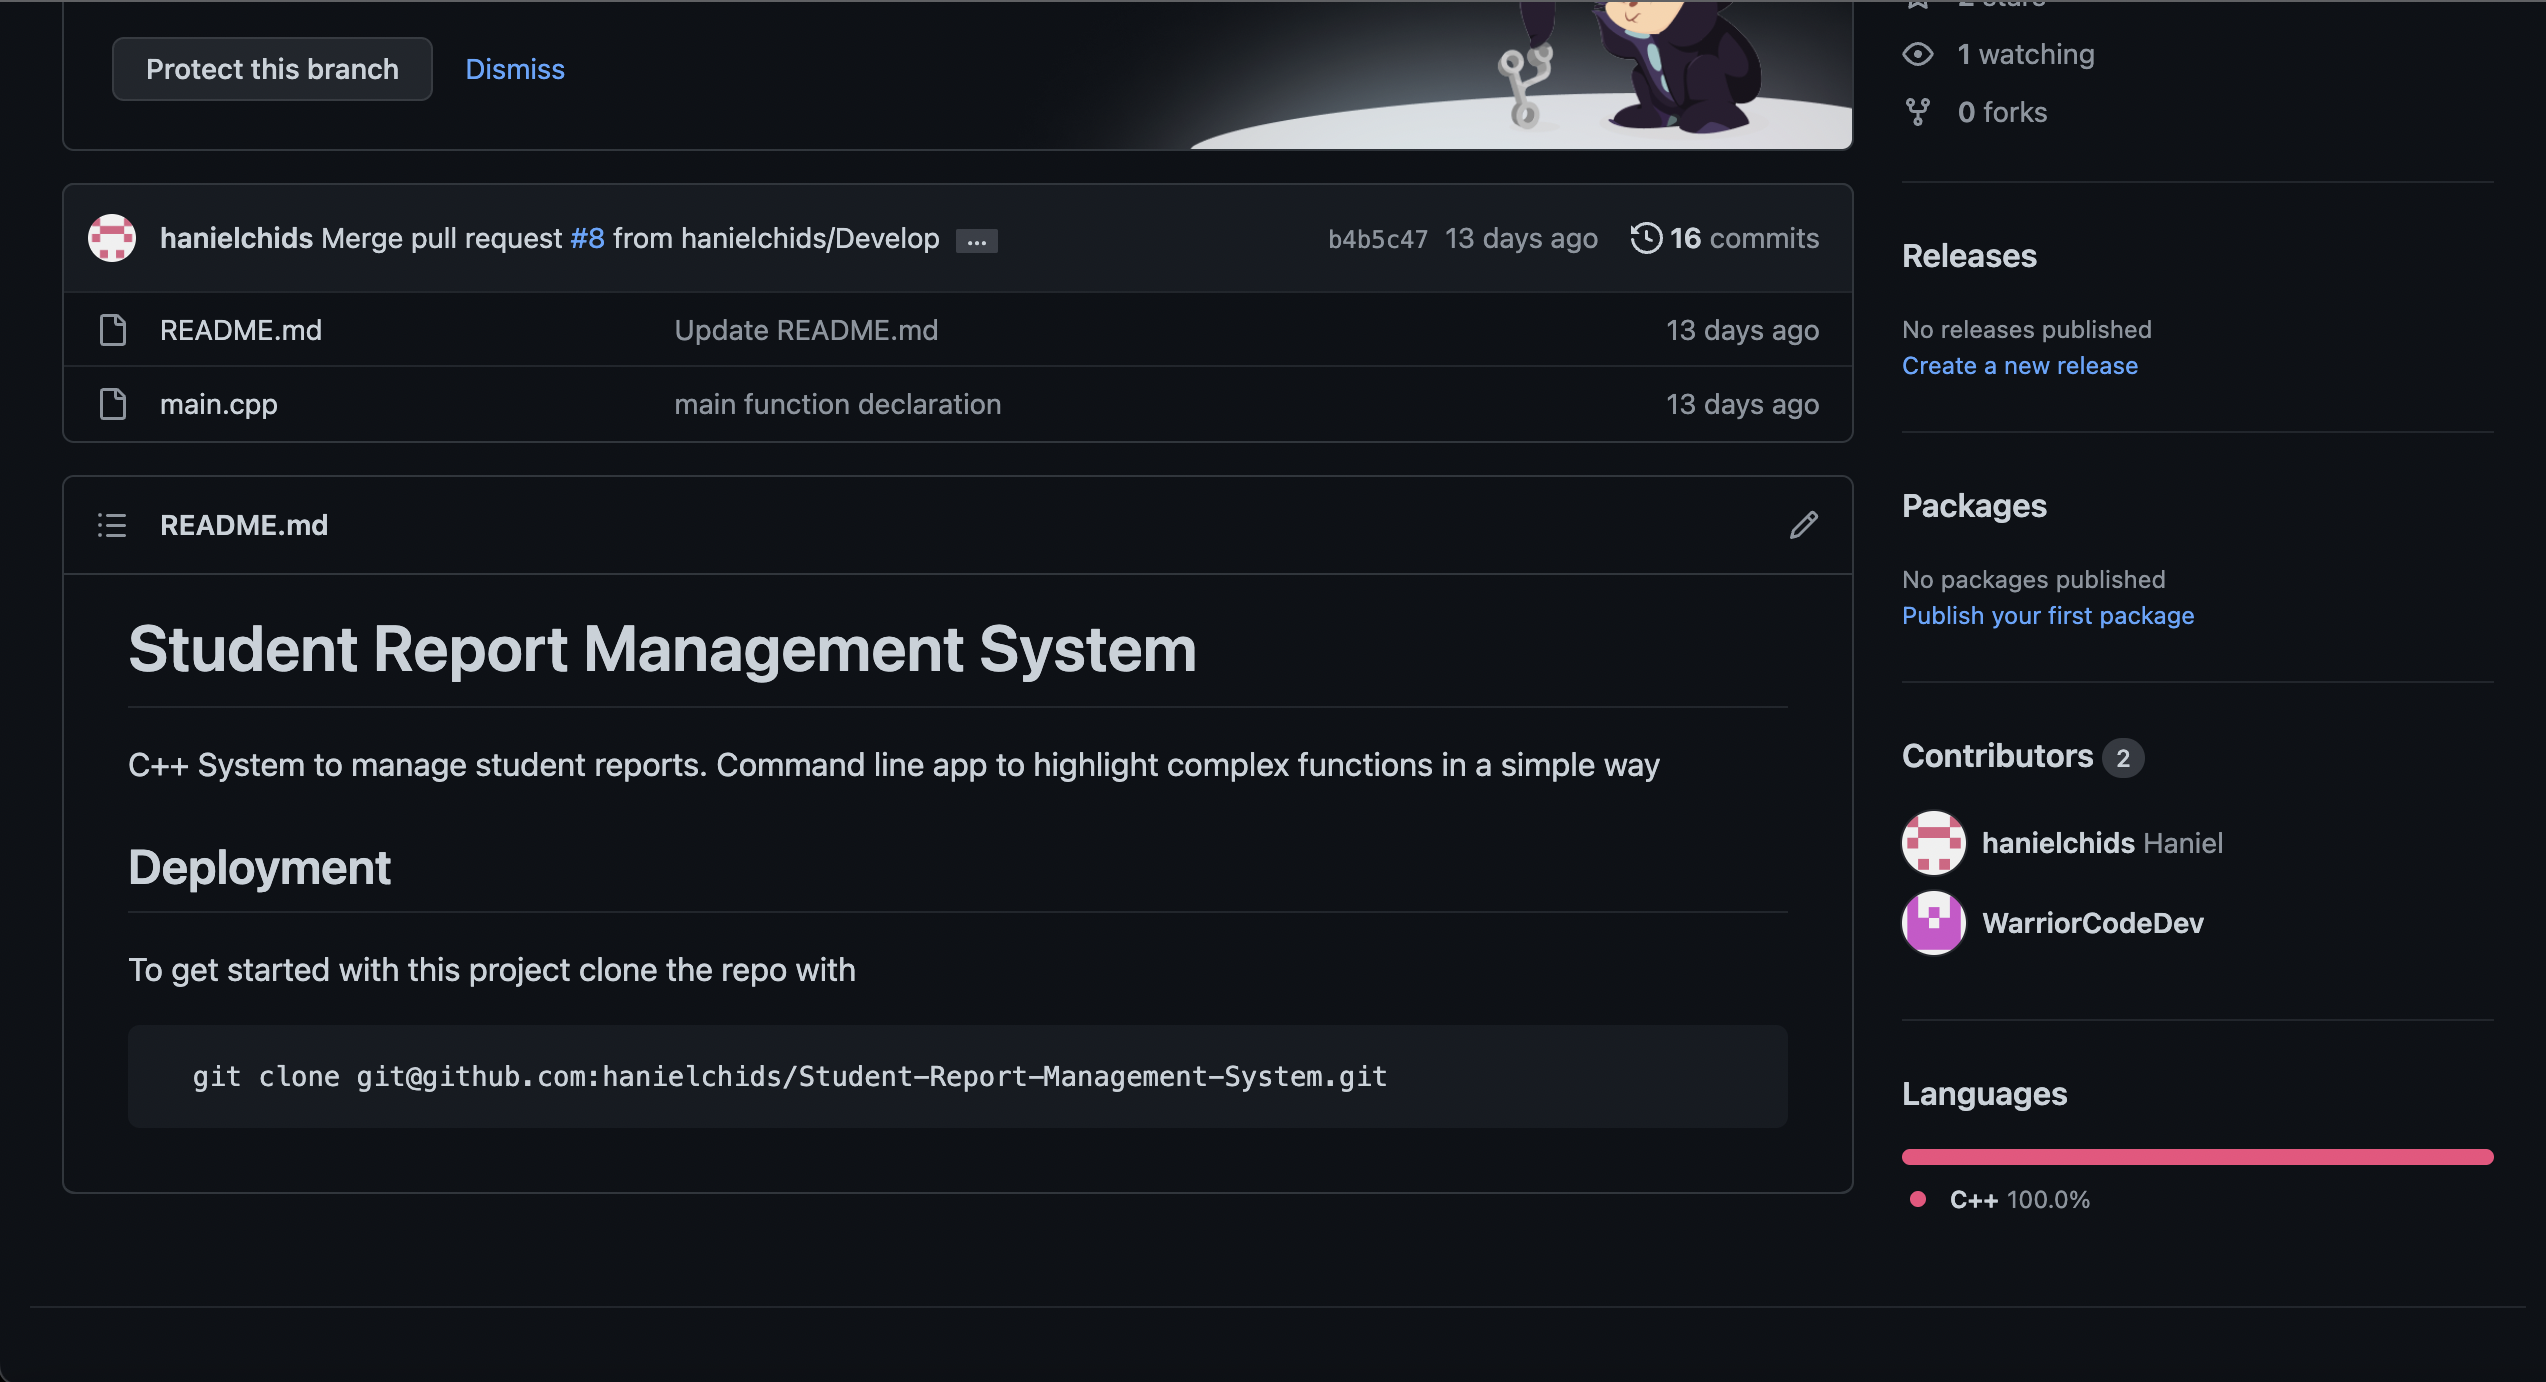 2 stars
Protect this branch Dismiss
1 watching
0 forks
hanielchids Merge pull request #8 from hanielchids/Develop ... b4b5c47 13 days ago 16 commits
README.md Update README.md 13 days ago
main.cpp main function declaration 13 days ago
README.md
Student Report Management System
C++ System to manage student reports. Command line app to highlight complex functions in a simple way
Deployment
To get started with this project clone the repo with
git clone git@github.com:hanielchids/Student-Report-Management-System.git
Releases
No releases published
Create a new release
Packages
No packages published
Publish your first package
Contributors 2
hanielchids Haniel
WarriorCodeDev
Languages
C++ 100.0%